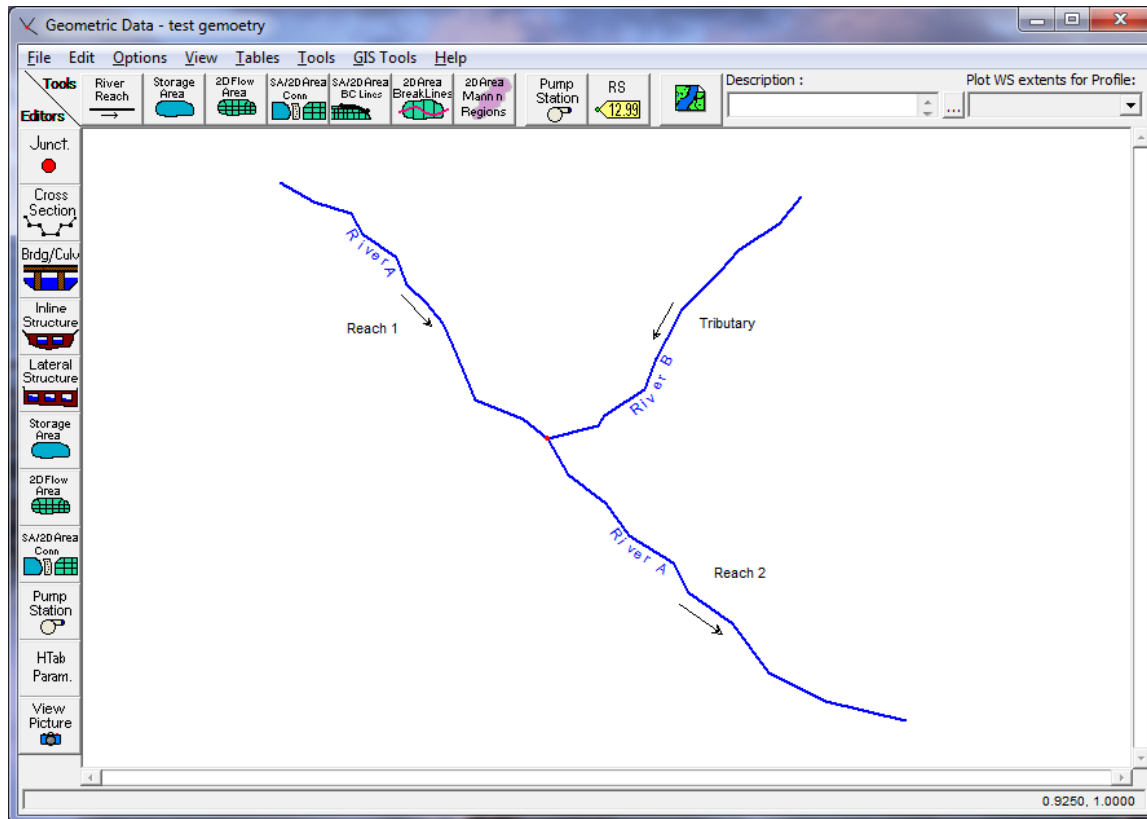 Geometric Data - test gemoetry
File Edit Options View Tables Tools GIS Tools Help
Tools
Editors
River
Reach
Storage
Area
2D Flow
Area
SA/2D Area
Conn
SA/2D Area
BC Lines
2D Area
BreakLines
2D Area
Mann n
Regions
Pump
Station
RS
12.99
Description :
...
Plot WS extents for Profile:
Junct.
Cross
Section
Brdg/Culv
Inline
Structure
Lateral
Structure
Storage
Area
2D Flow
Area
SA/2D Area
Conn
Pump
Station
HTab
Param.
View
Picture
River A
Reach 1
Tributary
River B
River A
Reach 2
0.9250, 1.0000